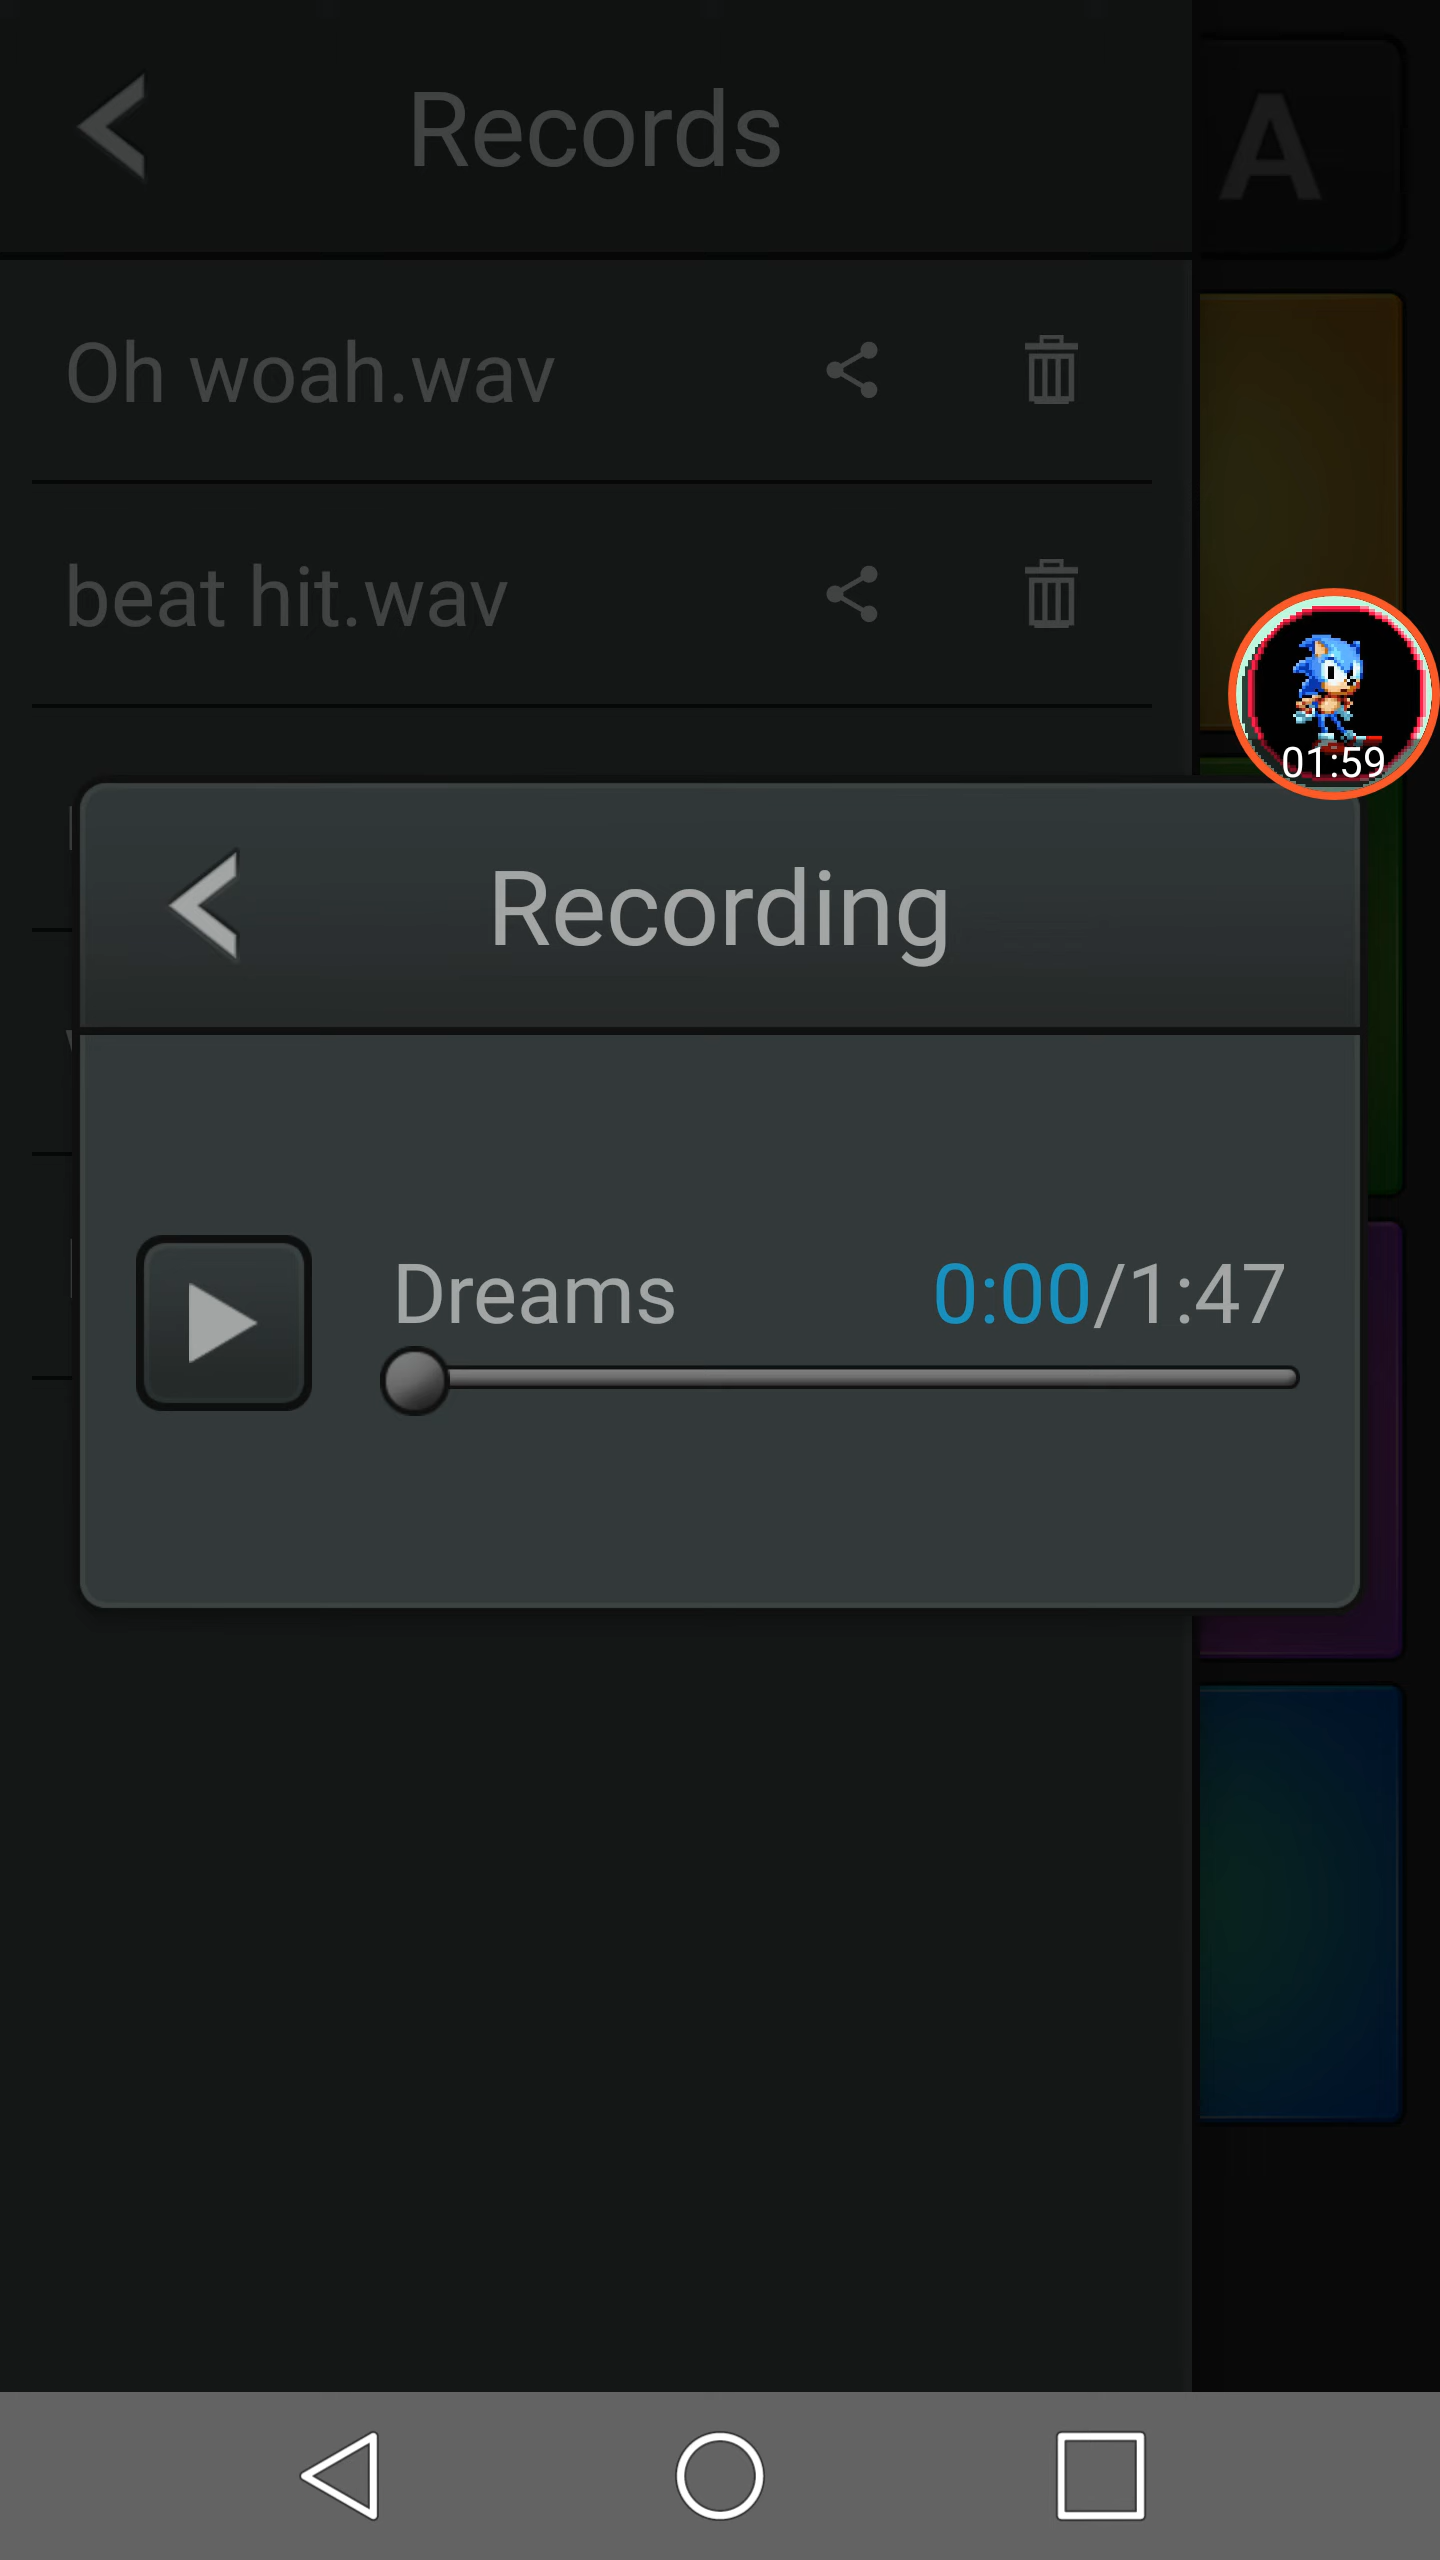 Records
A
Oh woah.wav
beat hit.wav
01:59
Recording
Dreams 0:00/1:47